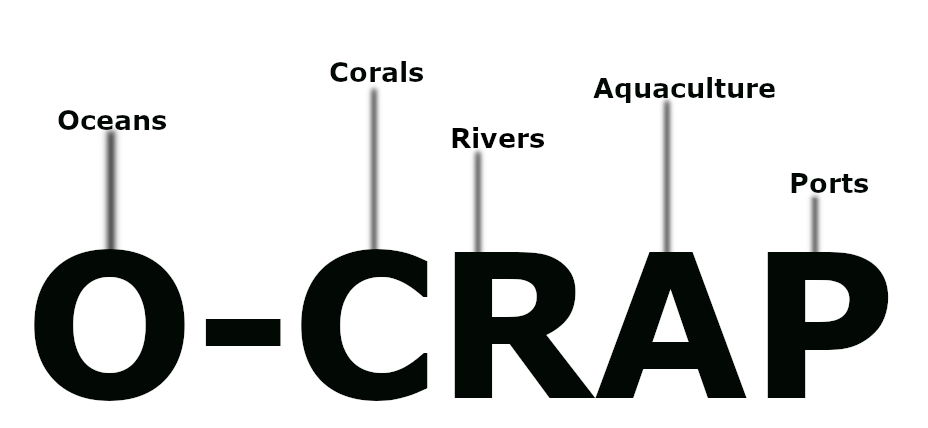 Oceans
Corals
Rivers
Aquaculture
Ports
O-CRAP